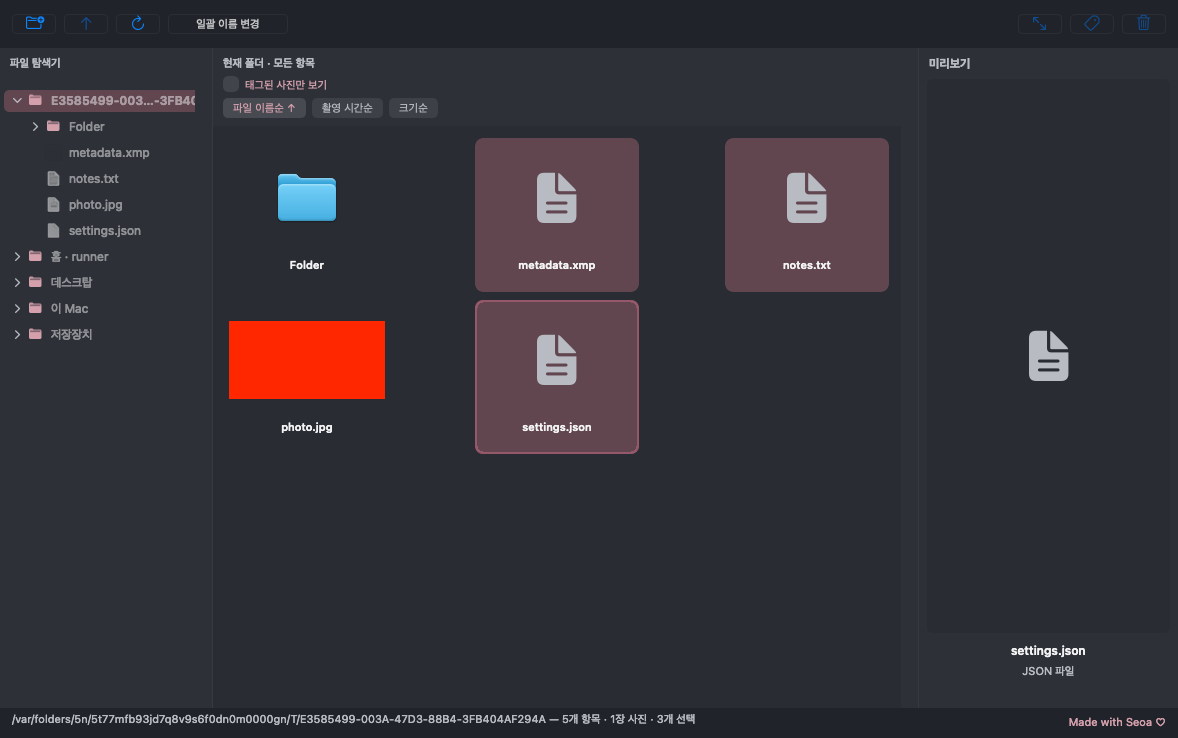 일괄 이름 변경
파일 탐색기
E3585499-003...-3FB40
Folder
metadata.xmp
notes.txt
photo.jpg
settings.json
홈 · runner
데스크탑
이 Mac
저장장치
현재 폴더 · 모든 항목
태그된 사진만 보기
파일 이름순 ↑ 촬영 시간순 크기순
Folder metadata.xmp notes.txt
photo.jpg settings.json
미리보기
settings.json
JSON 파일
/var/folders/5n/5t77mfb93jd7q8v9s6f0dn0m0000gn/T/E3585499-003A-47D3-88B4-3FB404AF294A — 5개 항목 · 1장 사진 · 3개 선택
Made with Seoa ♡